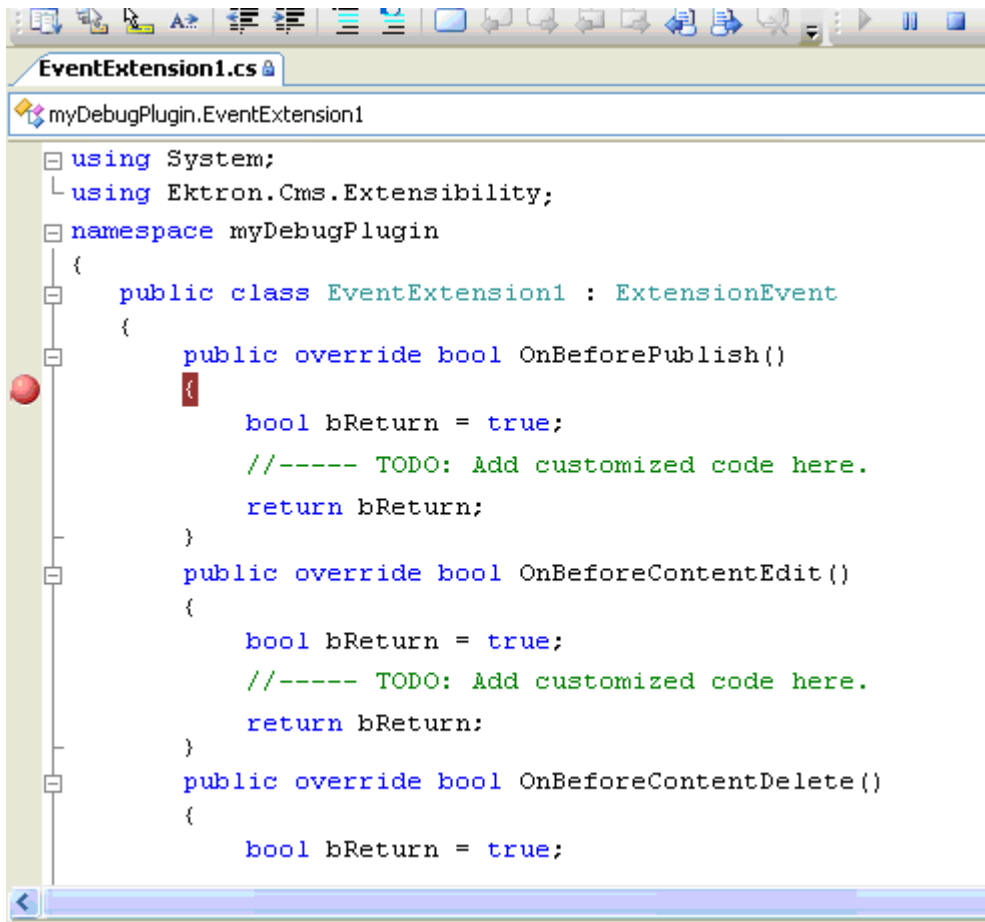 EventExtension1.cs
myDebugPlugin.EventExtension1
using System;
using Ektron.Cms.Extensibility;
namespace myDebugPlugin
{
public class EventExtension1 : ExtensionEvent
{
public override bool OnBeforePublish()
{
bool bReturn = true;
//----- TODO: Add customized code here.
return bReturn;
}
public override bool OnBeforeContentEdit()
{
bool bReturn = true;
//----- TODO: Add customized code here.
return bReturn;
}
public override bool OnBeforeContentDelete()
{
bool bReturn = true;